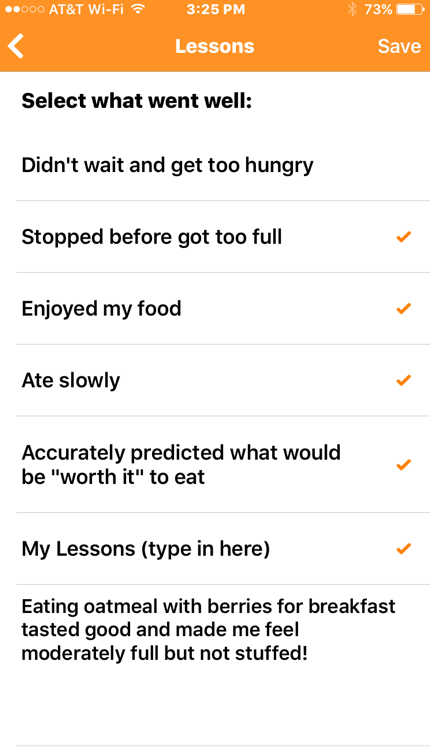 AT&T Wi-Fi 3:25 PM 73%
Lessons Save
Select what went well:
Didn't wait and get too hungry
Stopped before got too full
Enjoyed my food
Ate slowly
Accurately predicted what would
be "worth it" to eat
My Lessons (type in here)
Eating oatmeal with berries for breakfast
tasted good and made me feel
moderately full but not stuffed!